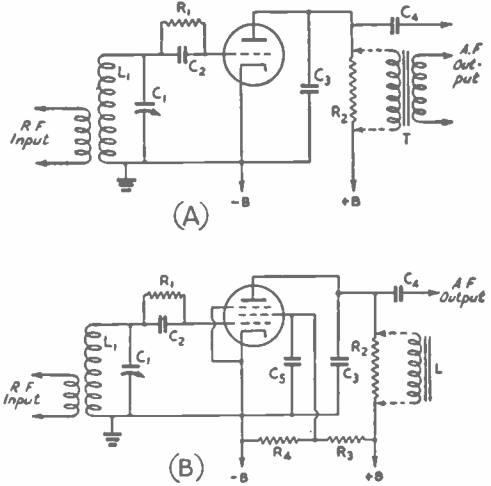 R₁
C₂
L₁
C₁
C₃
C₄
R₂
T
A.F.
Out-
put
R F
Input
-B
+B
(A)
R₁
C₂
L₁
C₁
C₅
C₃
C₄
A F
Output
R₂
L
R F
Input
R₄
R₃
-B
+B
(B)